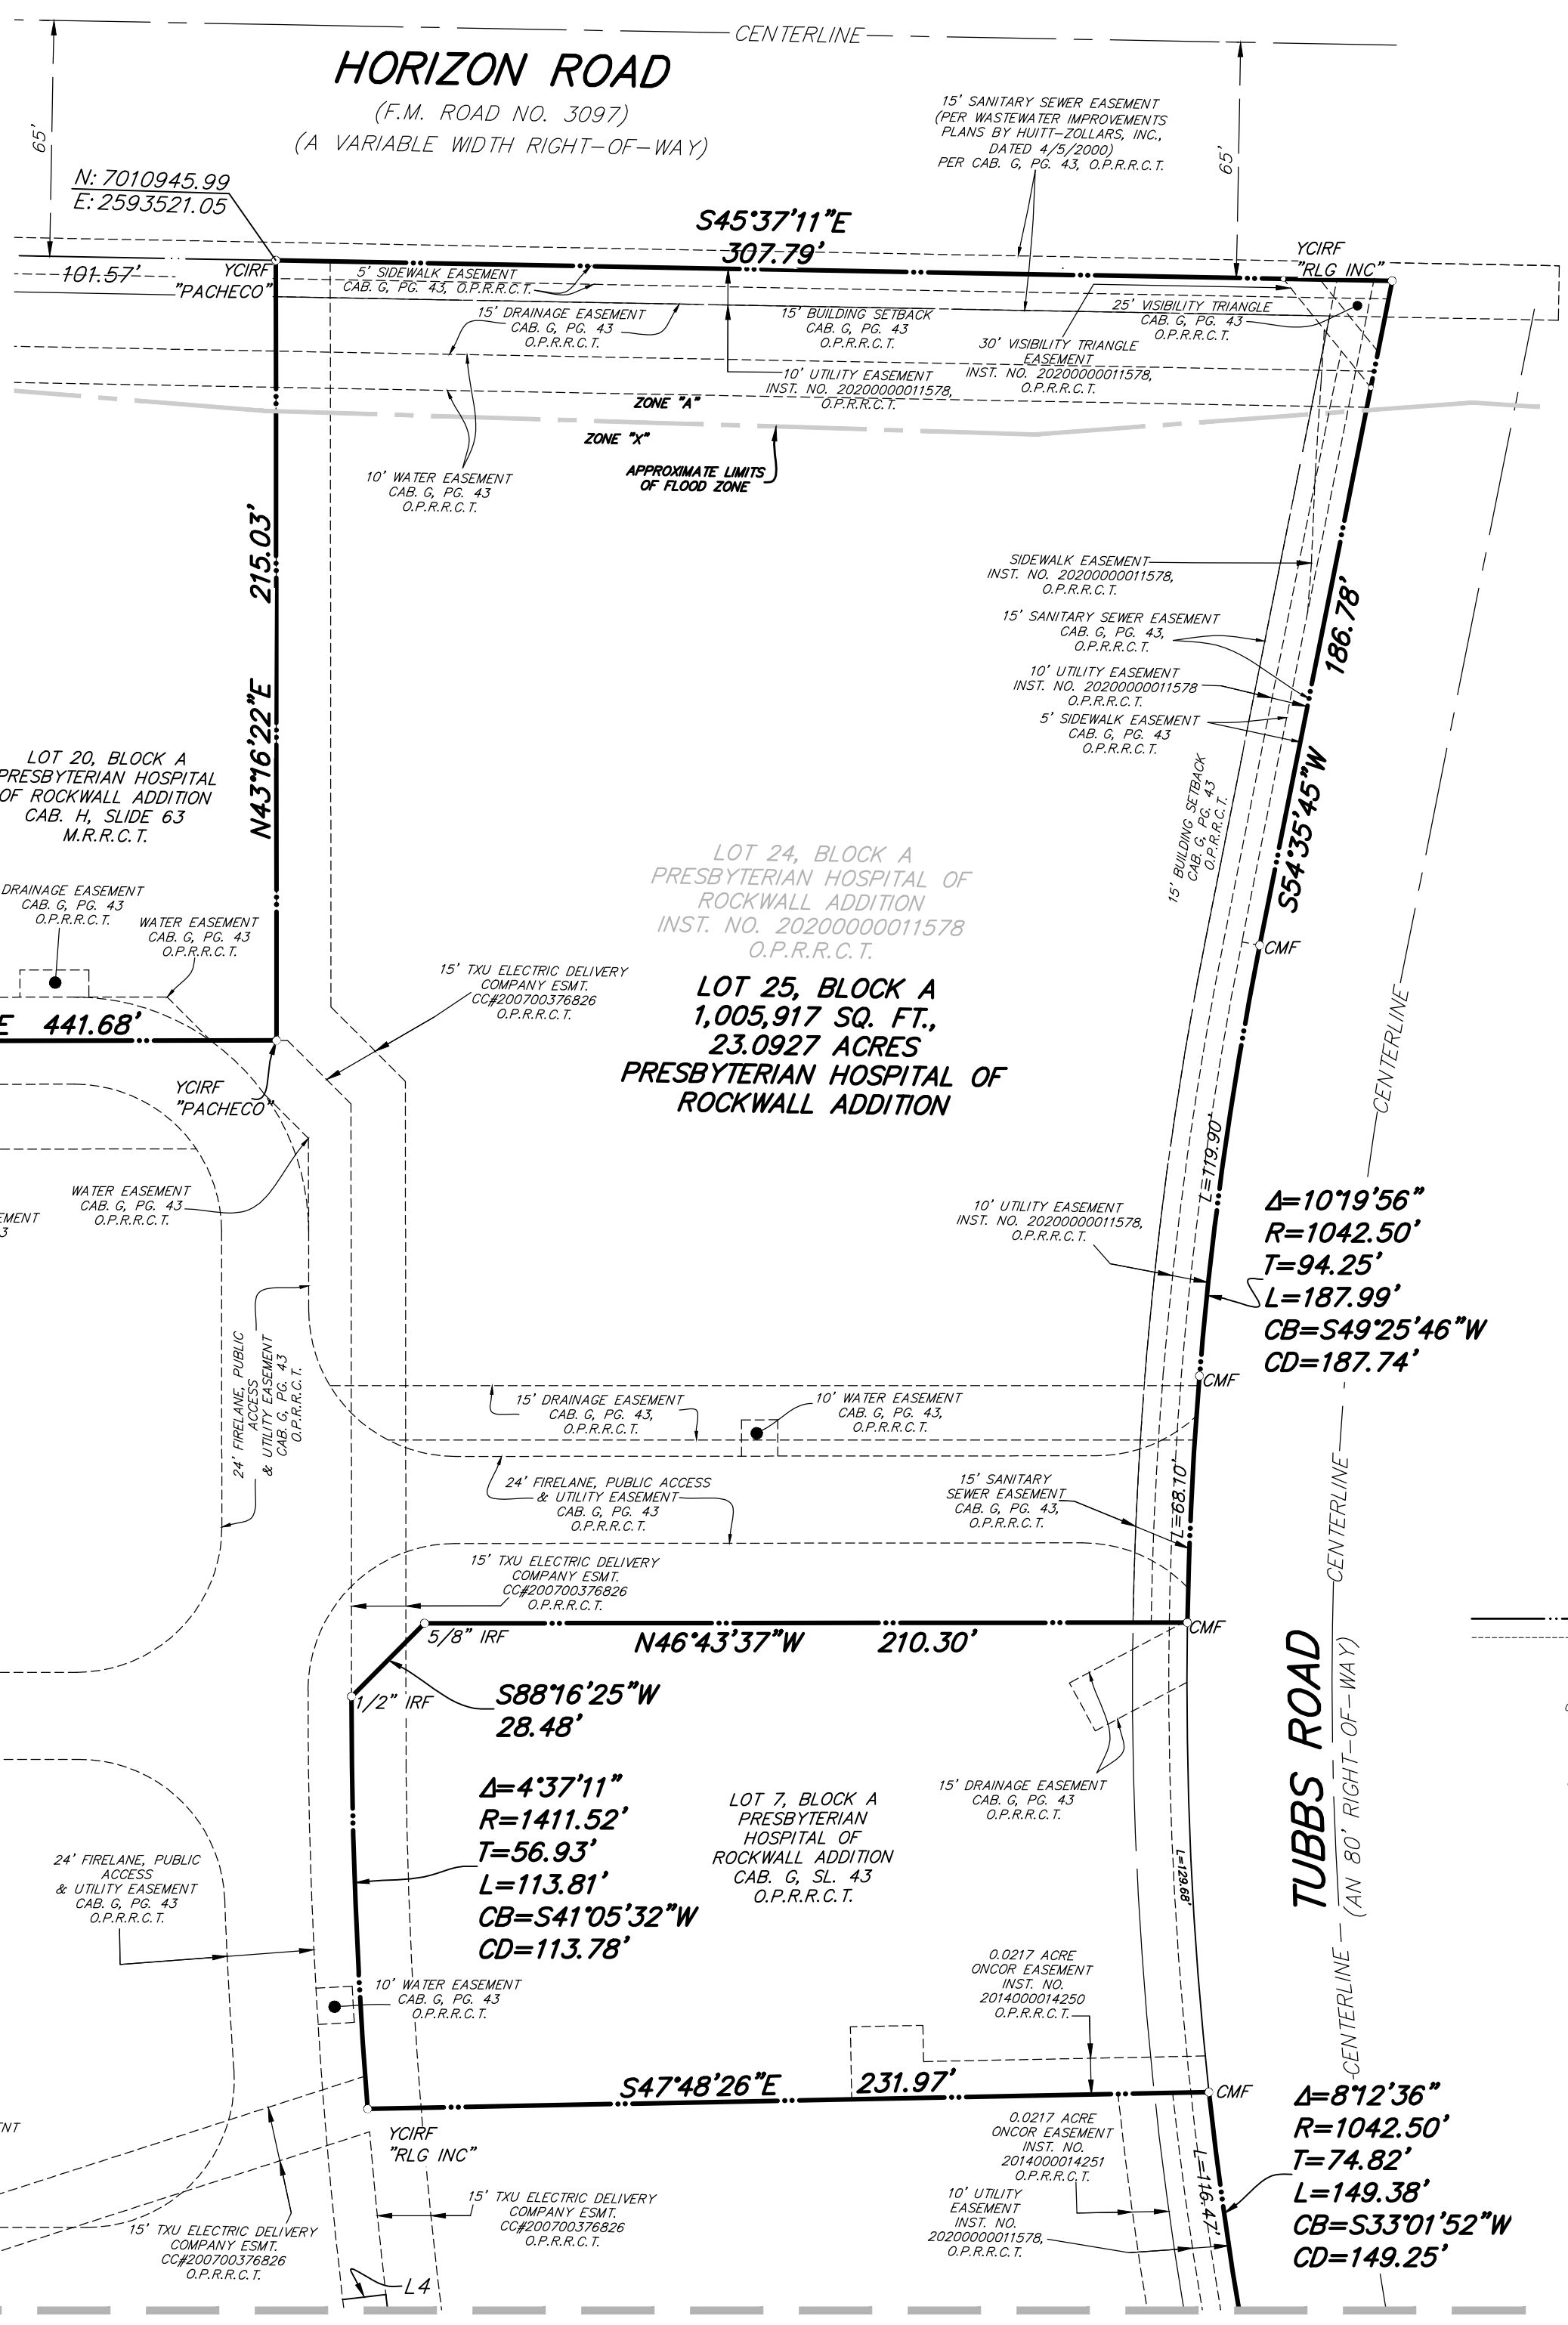 CENTERLINE
HORIZON ROAD
(F.M. ROAD NO. 3097)
(A VARIABLE WIDTH RIGHT-OF-WAY)
65'
65'
15' SANITARY SEWER EASEMENT
(PER WASTEWATER IMPROVEMENTS
PLANS BY HUITT-ZOLLARS, INC.,
DATED 4/5/2000)
PER CAB. G, PG. 43, O.P.R.R.C.T.
N: 7010945.99
E: 2593521.05
S45°37'11"E
307.79'
YCIRF
"RLG INC"
101.57'
YCIRF
"PACHECO"
5' SIDEWALK EASEMENT
CAB. G, PG. 43, O.P.R.R.C.T.
15' DRAINAGE EASEMENT
CAB. G, PG. 43
O.P.R.R.C.T.
15' BUILDING SETBACK
CAB. G, PG. 43
O.P.R.R.C.T.
25' VISIBILITY TRIANGLE
CAB. G, PG. 43
O.P.R.R.C.T.
30' VISIBILITY TRIANGLE
EASEMENT
INST. NO. 20200000011578,
O.P.R.R.C.T.
10' UTILITY EASEMENT
INST. NO. 20200000011578,
O.P.R.R.C.T.
ZONE "A"
ZONE "X"
APPROXIMATE LIMITS
OF FLOOD ZONE
10' WATER EASEMENT
CAB. G, PG. 43
O.P.R.R.C.T.
N43°16'22"E 215.03'
SIDEWALK EASEMENT
INST. NO. 20200000011578,
O.P.R.R.C.T.
15' SANITARY SEWER EASEMENT
CAB. G, PG. 43,
O.P.R.R.C.T.
10' UTILITY EASEMENT
INST. NO. 20200000011578
O.P.R.R.C.T.
5' SIDEWALK EASEMENT
CAB. G, PG. 43
O.P.R.R.C.T.
S54°35'45"W 186.78'
15' BUILDING SETBACK
CAB. G, PG. 43
O.P.R.R.C.T.
LOT 20, BLOCK A
PRESBYTERIAN HOSPITAL
OF ROCKWALL ADDITION
CAB. H, SLIDE 63
M.R.R.C.T.
DRAINAGE EASEMENT
CAB. G, PG. 43
O.P.R.R.C.T.
WATER EASEMENT
CAB. G, PG. 43
O.P.R.R.C.T.
LOT 24, BLOCK A
PRESBYTERIAN HOSPITAL OF
ROCKWALL ADDITION
INST. NO. 20200000011578
O.P.R.R.C.T.
CMF
15' TXU ELECTRIC DELIVERY
COMPANY ESMT.
CC#200700376826
O.P.R.R.C.T.
LOT 25, BLOCK A
1,005,917 SQ. FT.,
23.0927 ACRES
PRESBYTERIAN HOSPITAL OF
ROCKWALL ADDITION
E 441.68'
YCIRF
"PACHECO"
CENTERLINE
L=119.90'
WATER EASEMENT
CAB. G, PG. 43
O.P.R.R.C.T.
EMENT
3
10' UTILITY EASEMENT
INST. NO. 20200000011578,
O.P.R.R.C.T.
Δ=10°19'56"
R=1042.50'
T=94.25'
L=187.99'
CB=S49°25'46"W
CD=187.74'
24' FIRELANE, PUBLIC
ACCESS
& UTILITY EASEMENT
CAB. G, PG. 43
O.P.R.R.C.T.
CMF
15' DRAINAGE EASEMENT
CAB. G, PG. 43,
O.P.R.R.C.T.
10' WATER EASEMENT
CAB. G, PG. 43,
O.P.R.R.C.T.
24' FIRELANE, PUBLIC ACCESS
& UTILITY EASEMENT
CAB. G, PG. 43
O.P.R.R.C.T.
15' SANITARY
SEWER EASEMENT
CAB. G, PG. 43,
O.P.R.R.C.T.
L=68.10'
CENTERLINE
15' TXU ELECTRIC DELIVERY
COMPANY ESMT.
CC#200700376826
O.P.R.R.C.T.
5/8" IRF
N46°43'37"W 210.30'
CMF
1/2" IRF
S88°16'25"W
28.48'
TUBBS ROAD
(AN 80' RIGHT-OF-WAY)
15' DRAINAGE EASEMENT
CAB. G, PG. 43
O.P.R.R.C.T.
Δ=4°37'11"
R=1411.52'
T=56.93'
L=113.81'
CB=S41°05'32"W
CD=113.78'
LOT 7, BLOCK A
PRESBYTERIAN
HOSPITAL OF
ROCKWALL ADDITION
CAB. G, SL. 43
O.P.R.R.C.T.
L=129.68'
24' FIRELANE, PUBLIC
ACCESS
& UTILITY EASEMENT
CAB. G, PG. 43
O.P.R.R.C.T.
10' WATER EASEMENT
CAB. G, PG. 43
O.P.R.R.C.T.
0.0217 ACRE
ONCOR EASEMENT
INST. NO.
2014000014250
O.P.R.R.C.T.
CENTERLINE
S47°48'26"E 231.97'
CMF
YCIRF
"RLG INC"
ENT
0.0217 ACRE
ONCOR EASEMENT
INST. NO.
2014000014251
O.P.R.R.C.T.
L=116.47'
Δ=8°12'36"
R=1042.50'
T=74.82'
L=149.38'
CB=S33°01'52"W
CD=149.25'
10' UTILITY
EASEMENT
INST. NO.
20200000011578,
O.P.R.R.C.T.
15' TXU ELECTRIC DELIVERY
COMPANY ESMT.
CC#200700376826
O.P.R.R.C.T.
15' TXU ELECTRIC DELIVERY
COMPANY ESMT.
CC#200700376826
O.P.R.R.C.T.
L4